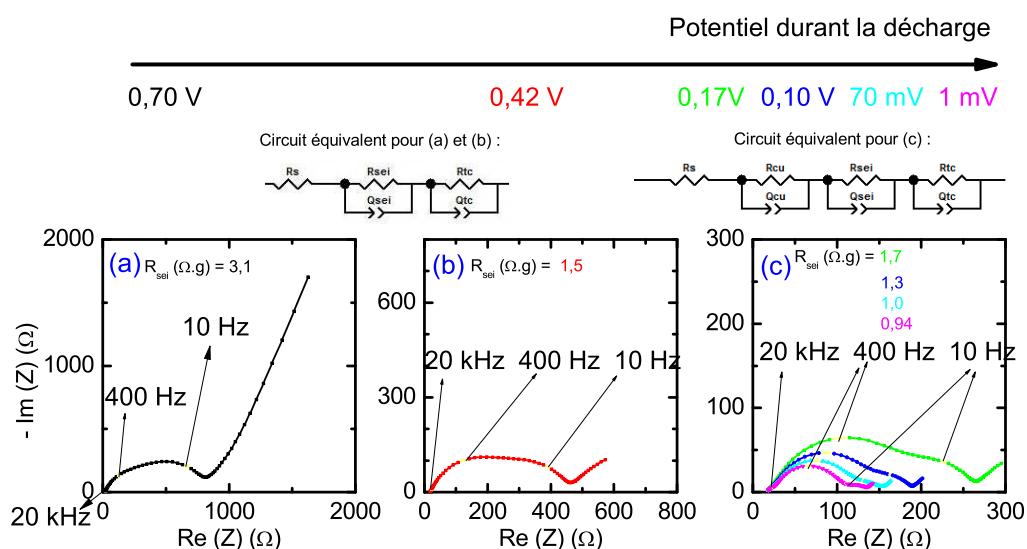 Potentiel durant la décharge
0,70 V 0,42 V 0,17V 0,10 V 70 mV 1 mV
Circuit équivalent pour (a) et (b) :
Circuit équivalent pour (c) :
Rs Rsei Rtc
Qsei Qtc
Rs Rcu Rsei Rtc
Qcu Qsei Qtc
(a) Rsei (Ω.g) = 3,1
10 Hz
400 Hz
20 kHz
2000
1000
0
- Im (Z) (Ω)
0 1000 2000
Re (Z) (Ω)
(b) Rsei (Ω.g) = 1,5
20 kHz 400 Hz 10 Hz
600
300
0
0 200 400 600 800
Re (Z) (Ω)
(c) Rsei (Ω.g) = 1,7
1,3
1,0
0,94
20 kHz 400 Hz 10 Hz
300
200
100
0
0 100 200 300
Re (Z) (Ω)